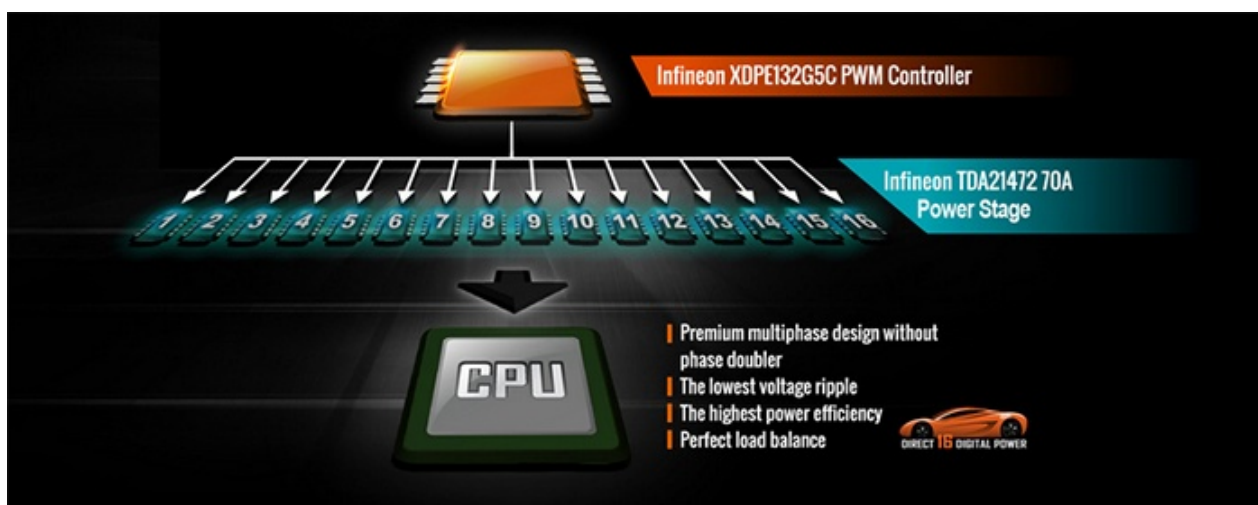 Infineon XDPE132G5C PWM Controller
Infineon TDA21472 70A
Power Stage
1 2 3 4 5 6 7 8 9 10 11 12 13 14 15 16
CPU
Premium multiphase design without
phase doubler
The lowest voltage ripple
The highest power efficiency
Perfect load balance
DIRECT 16 DIGITAL POWER